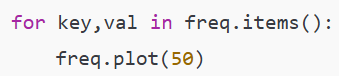 for key,val in freq.items():
    freq.plot(50)